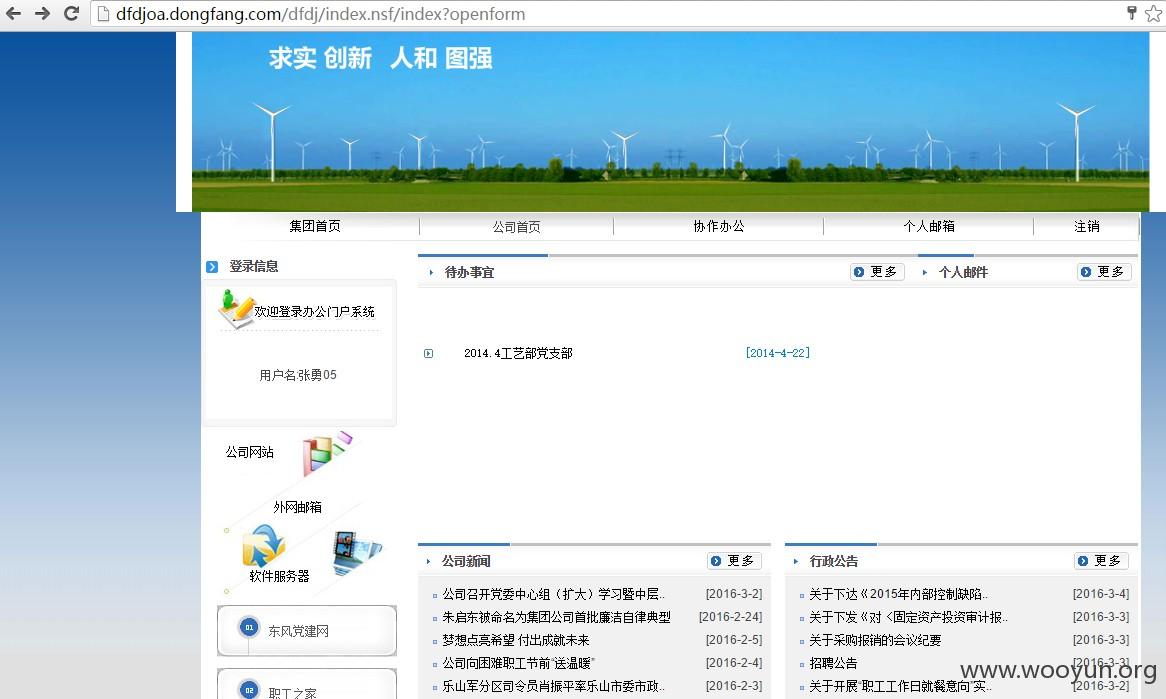 dfdjoa.dongfang.com/dfdj/index.nsf/index?openform
求实 创新 人和 图强
集团首页 公司首页 协作办公 个人邮箱 注销
登录信息
欢迎登录办公门户系统
用户名:张勇05
公司网站
外网邮箱
软件服务器
01 东风党建网
02 职工之家
待办事宜 更多
2014.4工艺部党支部 [2014-4-22]
个人邮件 更多
公司新闻 更多
公司召开党委中心组（扩大）学习暨中层.. [2016-3-2]
朱启东被命名为集团公司首批廉洁自律典型 [2016-2-24]
梦想点亮希望 付出成就未来 [2016-2-5]
公司向困难职工节前“送温暖” [2016-2-4]
乐山军分区司令员肖振平率乐山市委市政.. [2016-2-3]
行政公告 更多
关于下达《2015年内部控制缺陷.. [2016-3-4]
关于下发《对〈固定资产投资审计报.. [2016-3-3]
关于采购报销的会议纪要 [2016-3-3]
招聘公告 [2016-3-3]
关于开展“职工工作日就餐意向”实.. [2016-3-2]
www.wooyun.org